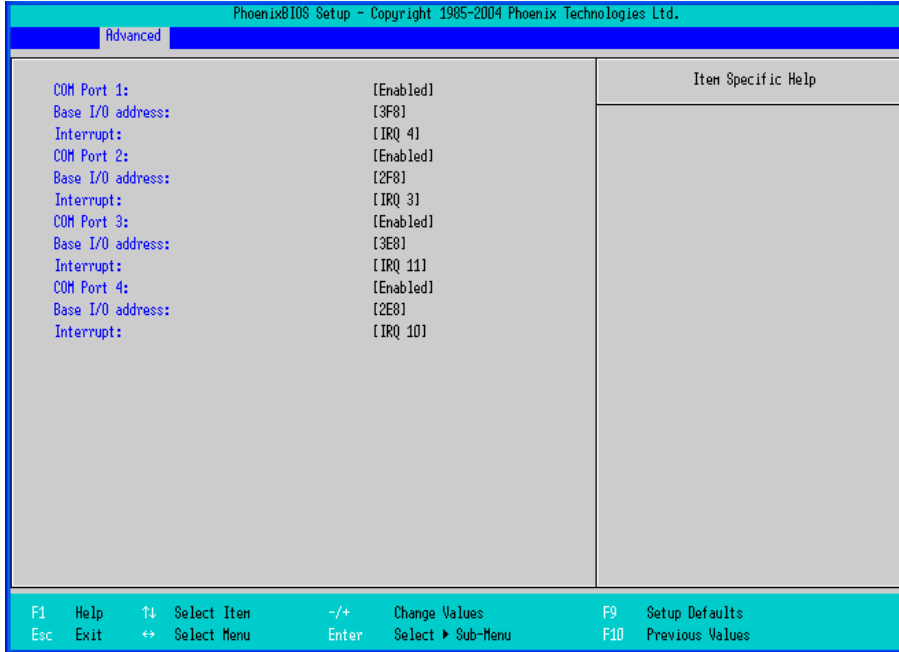 PhoenixBIOS Setup - Copyright 1985-2004 Phoenix Technologies Ltd.
Advanced
COM Port 1: [Enabled]
Base I/O address: [3F8]
Interrupt: [IRQ 4]
COM Port 2: [Enabled]
Base I/O address: [2F8]
Interrupt: [IRQ 3]
COM Port 3: [Enabled]
Base I/O address: [3E8]
Interrupt: [IRQ 11]
COM Port 4: [Enabled]
Base I/O address: [2E8]
Interrupt: [IRQ 10]
Item Specific Help
F1 Help ↑↓ Select Item -/+ Change Values F9 Setup Defaults
Esc Exit ↔ Select Menu Enter Select ▶ Sub-Menu F10 Previous Values